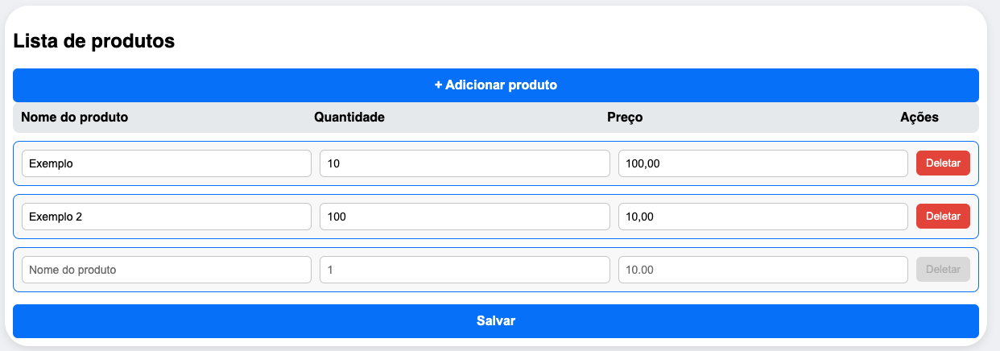 Lista de produtos
+ Adicionar produto
Nome do produto Quantidade Preço Ações
Exemplo 10 100,00 Deletar
Exemplo 2 100 10,00 Deletar
Nome do produto 1 10.00 Deletar
Salvar